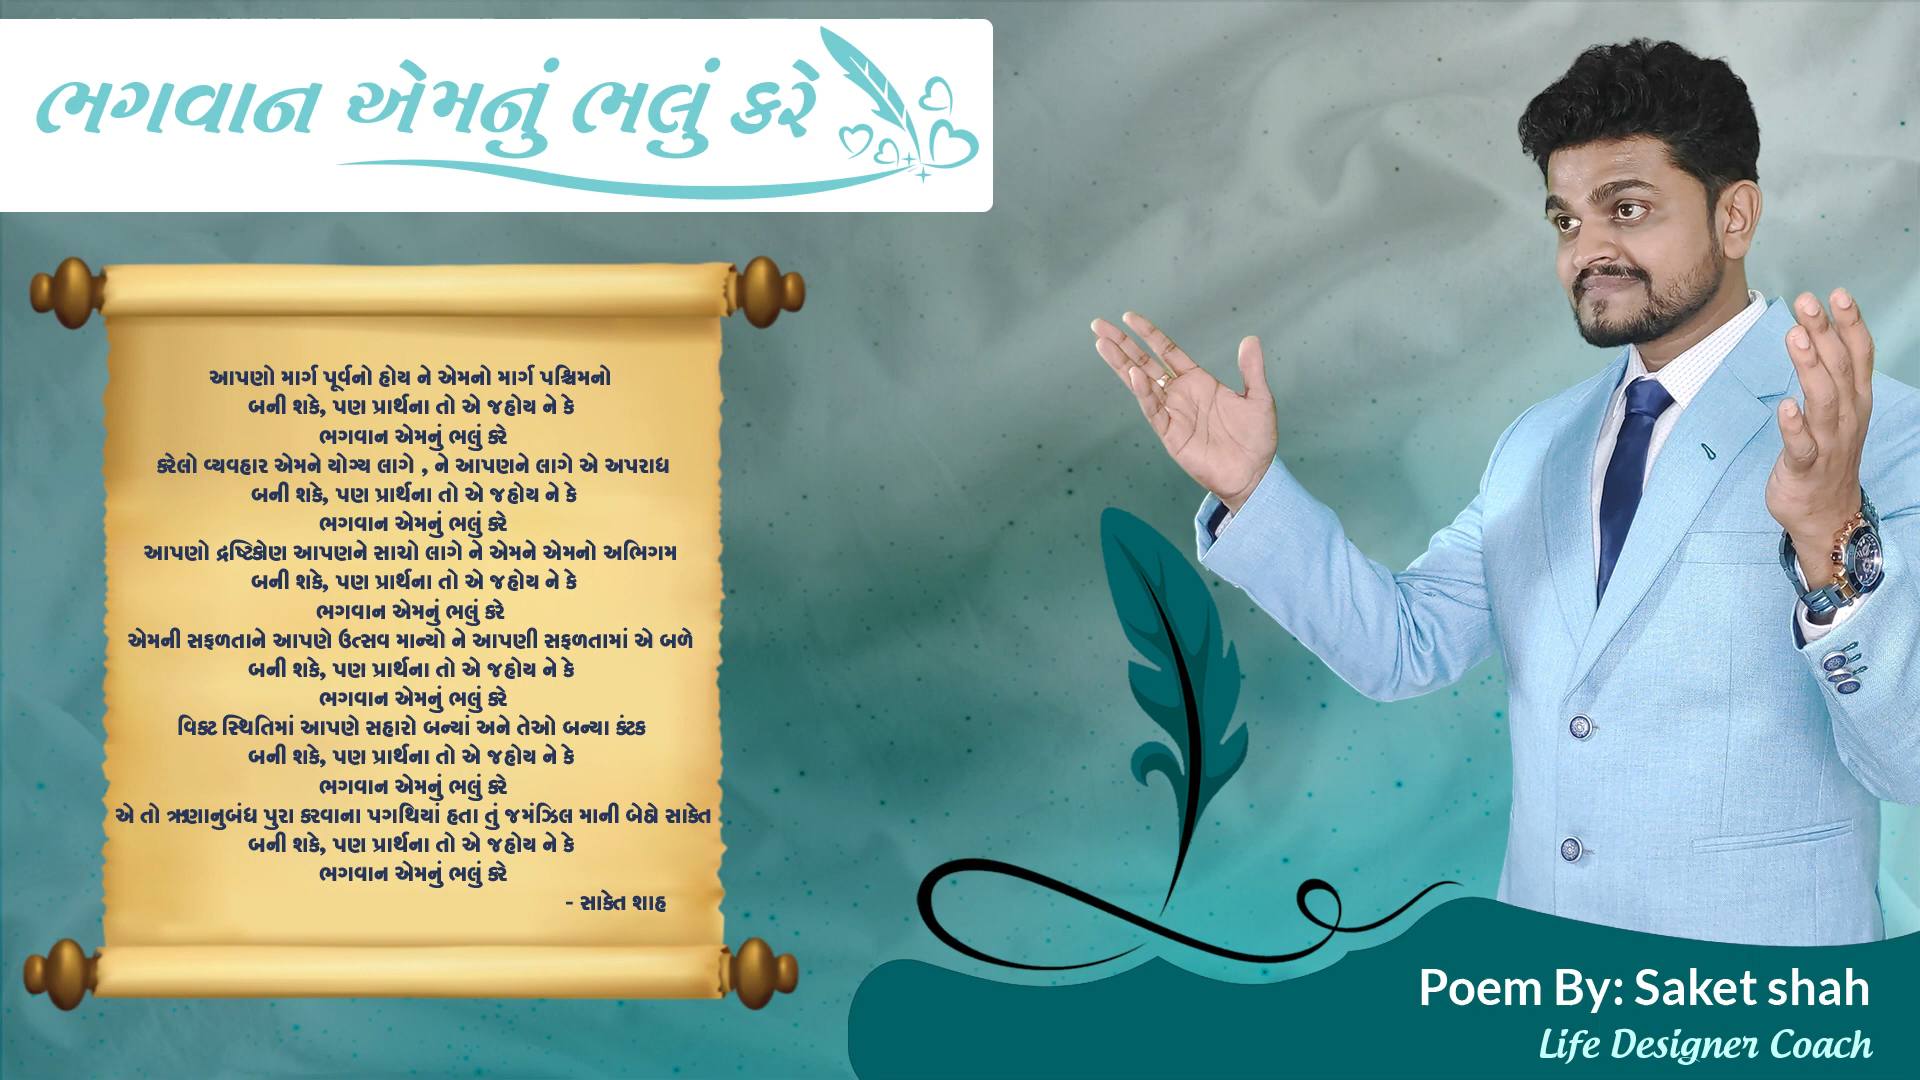 ભગવાન એમનું ભલું કરે
આપણો માર્ગ પૂર્વનો હોય ને એમનો માર્ગ પશ્ચિમનો
બની શકે, પણ પ્રાર્થના તો એ જહોય ને કે
ભગવાન એમનું ભલું કરે
કરેલો વ્યવહાર એમને યોગ્ય લાગે , ને આપણને લાગે એ અપરાધ
બની શકે, પણ પ્રાર્થના તો એ જહોય ને કે
ભગવાન એમનું ભલું કરે
આપણો દ્રષ્ટિકોણ આપણને સાચો લાગે ને એમને એમનો અભિગમ
બની શકે, પણ પ્રાર્થના તો એ જહોય ને કે
ભગવાન એમનું ભલું કરે
એમની સફળતાને આપણે ઉત્સવ માન્યો ને આપણી સફળતામાં એ બળે
બની શકે, પણ પ્રાર્થના તો એ જહોય ને કે
ભગવાન એમનું ભલું કરે
વિકટ સ્થિતિમાં આપણે સહારો બન્યાં અને તેઓ બન્યા કંટક
બની શકે, પણ પ્રાર્થના તો એ જહોય ને કે
ભગવાન એમનું ભલું કરે
એ તો ઋણાનુબંધ પુરા કરવાના પગથિયાં હતા તું જમંઝિલ માની બેઠો સાકેત
બની શકે, પણ પ્રાર્થના તો એ જહોય ને કે
ભગવાન એમનું ભલું કરે
- સાકેત શાહ
Poem By: Saket shah
Life Designer Coach